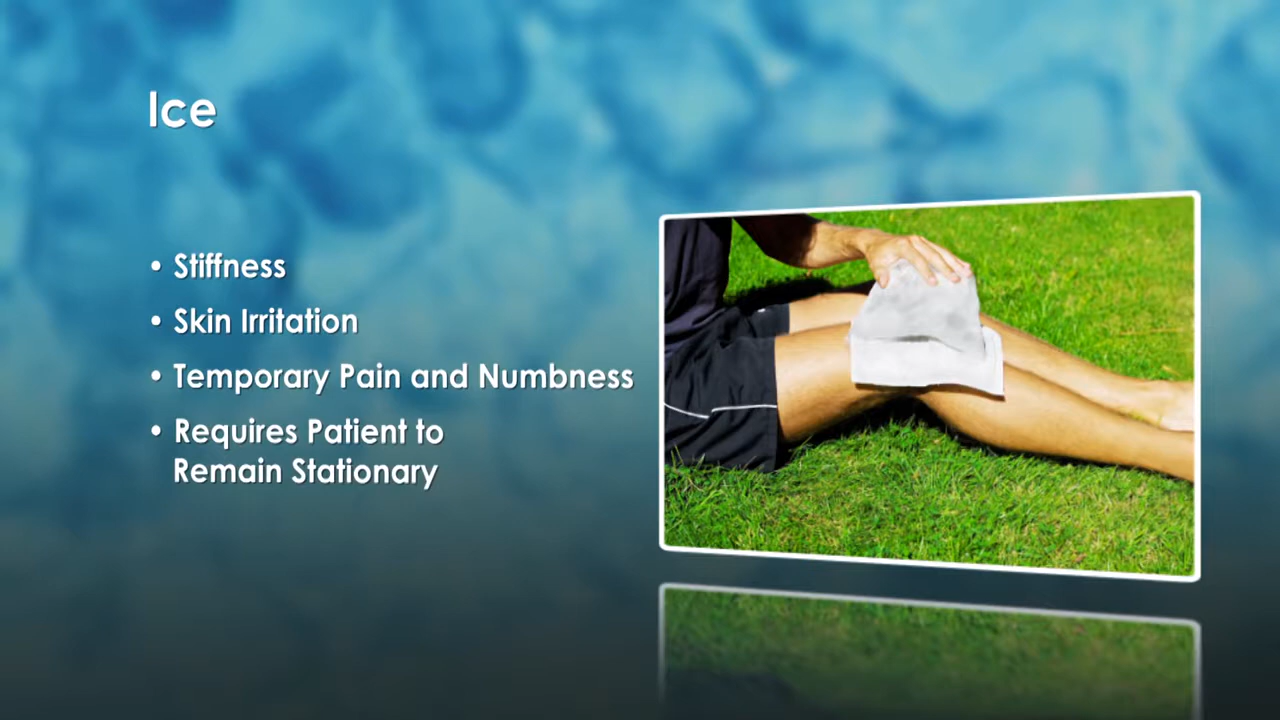 Ice
• Stiffness
• Skin Irritation
• Temporary Pain and Numbness
• Requires Patient to
Remain Stationary